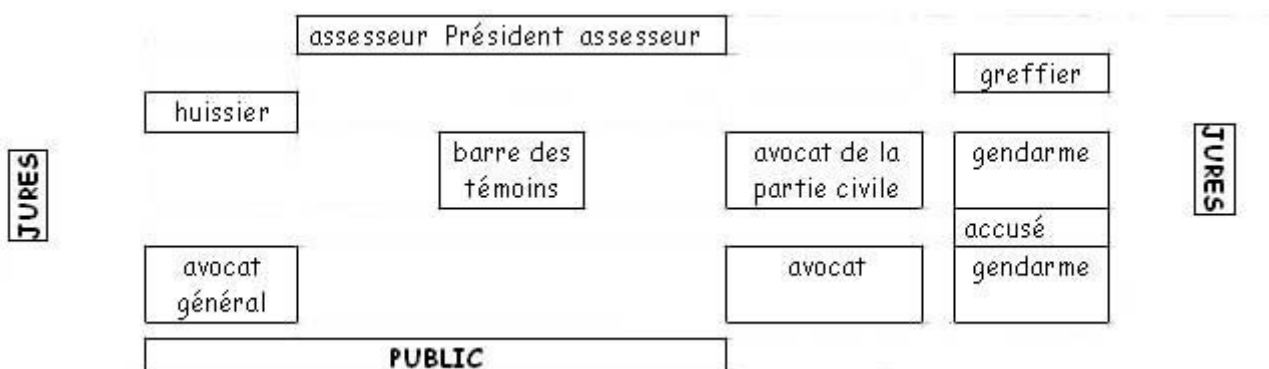 assesseur Président assesseur
greffier
huissier
JURES
barre des
témoins
avocat de la
partie civile
gendarme
JURES
accusé
avocat
général
avocat
gendarme
PUBLIC